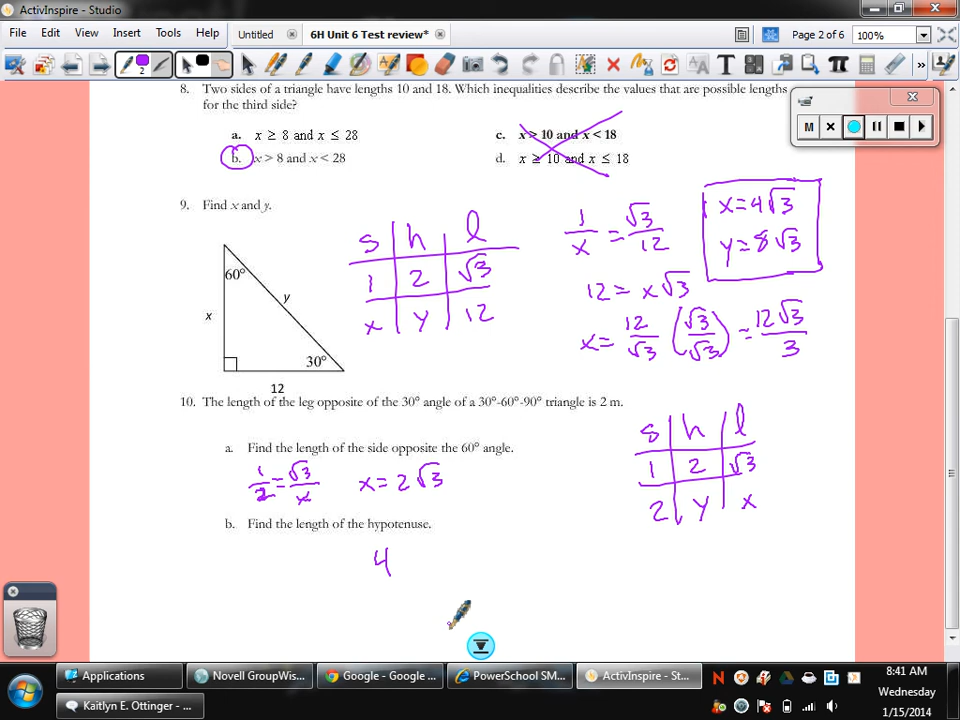 ActivInspire - Studio
File Edit View Insert Tools Help Untitled 6H Unit 6 Test review* Page 2 of 6 100%
2 T π »
8. Two sides of a triangle have lengths 10 and 18. Which inequalities describe the values that are possible lengths
for the third side?
M
a. x ≥ 8 and x ≤ 28 c. x > 10 and x < 18
b. x > 8 and x < 28 d. x ≥ 10 and x ≤ 18
9. Find x and y.
s h l
1 2 √3
x y 12
1/x = √3/12
12 = x√3
x = 12/√3 (√3/√3) = 12√3/3
x = 4√3
y = 8√3
60°
y
x
30°
12
10. The length of the leg opposite of the 30° angle of a 30°-60°-90° triangle is 2 m.
s h l
1 2 √3
2 y x
a. Find the length of the side opposite the 60° angle.
1/2 = √3/x x = 2√3
b. Find the length of the hypotenuse.
4
Applications Novell GroupWis... Google - Google ... PowerSchool SM... ActivInspire - St...
Kaitlyn E. Ottinger - ...
8:41 AM
Wednesday
1/15/2014